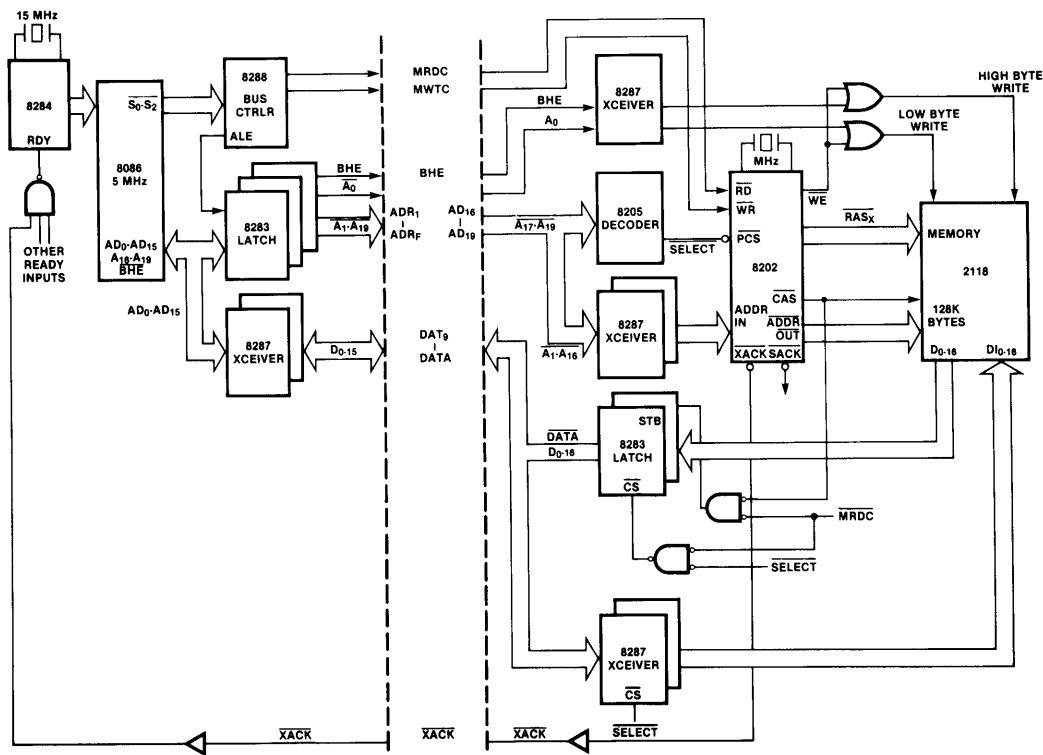 15 MHz
8284
RDY
OTHER
READY
INPUTS
8086
5 MHz
AD0-AD15
A16-A19
BHE
S0-S2
8288
BUS
CTRLR
ALE
8283
LATCH
BHE
A0
A1-A19
AD0-AD15
8287
XCEIVER
D0-15
MRDC
MWTC
BHE
ADR1
ADRF
DAT9
DATA
XACK
XACK
XACK
AD16
AD19
A17-A19
A1-A16
BHE
A0
8287
XCEIVER
8205
DECODER
SELECT
8287
XCEIVER
MHz
RD
WR
PCS
8202
CAS
ADDR
IN
ADDR
OUT
XACK SACK
WE
RASX
HIGH BYTE
WRITE
LOW BYTE
WRITE
MEMORY
2118
128K
BYTES
D0-16
DI0-16
STB
8283
LATCH
CS
DATA
D0-16
MRDC
SELECT
8287
XCEIVER
CS
SELECT